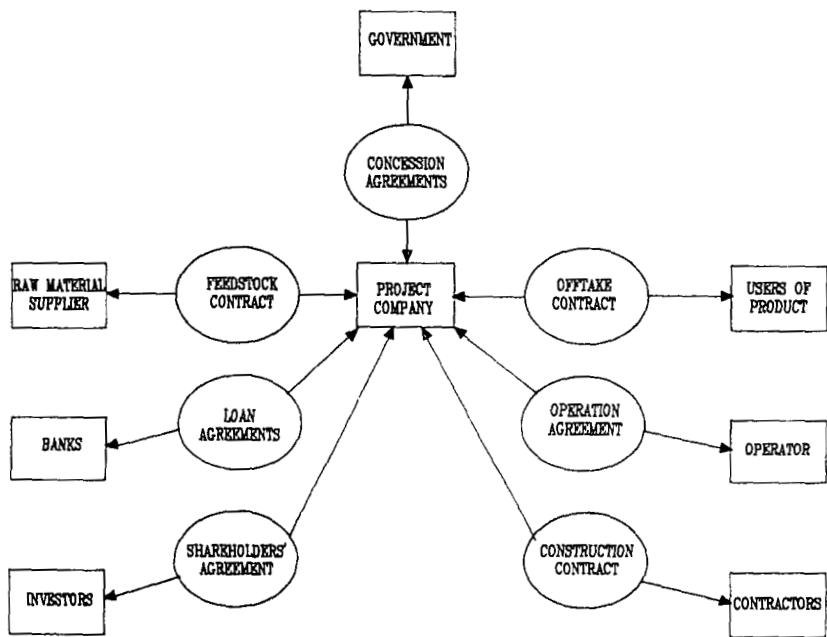 GOVERNMENT
CONCESSION
AGREEMENTS
RAW MATERIAL
SUPPLIER
FEEDSTOCK
CONTRACT
PROJECT
COMPANY
OFFTAKE
CONTRACT
USERS OF
PRODUCT
BANKS
LOAN
AGREEMENTS
OPERATION
AGREEMENT
OPERATOR
INVESTORS
SHAREHOLDERS'
AGREEMENT
CONSTRUCTION
CONTRACT
CONTRACTORS